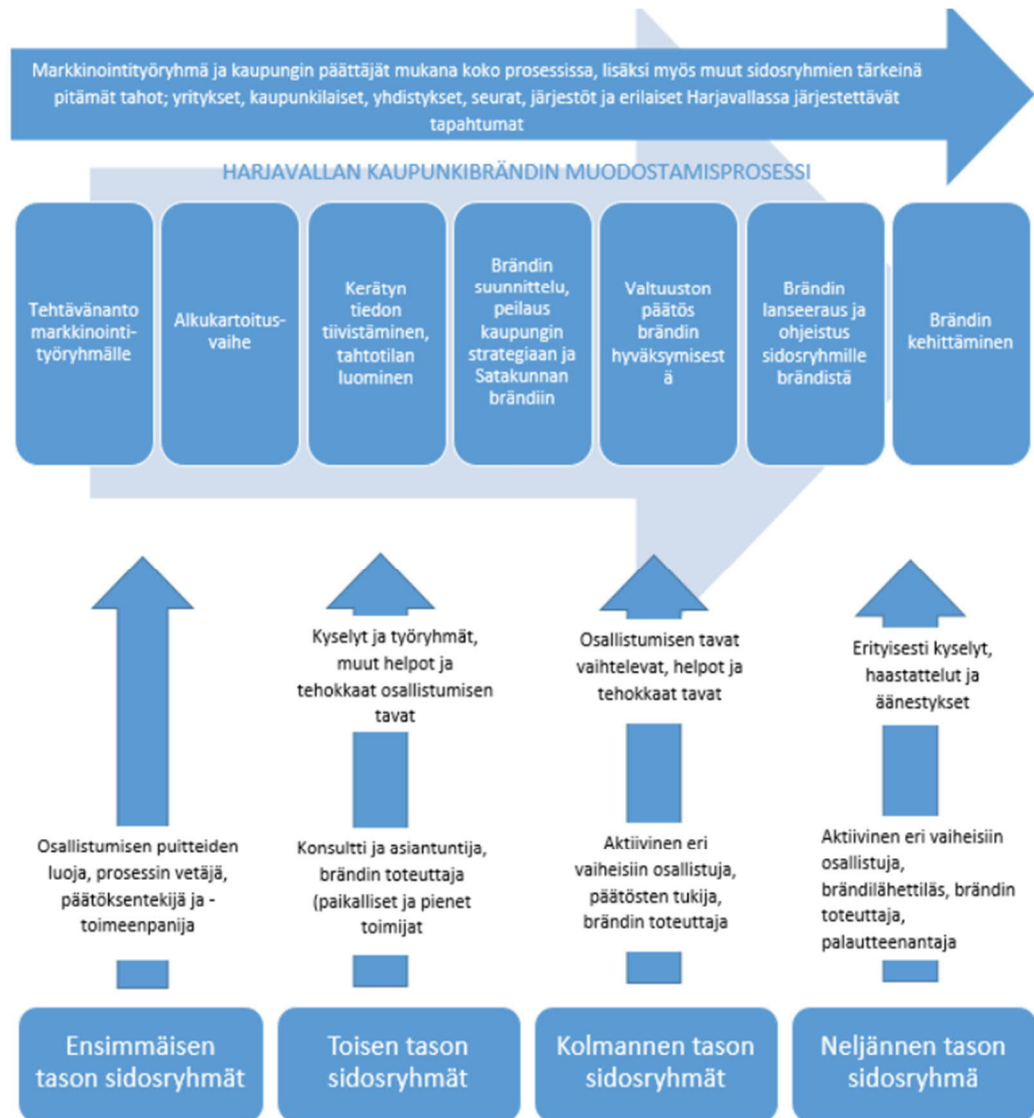 Markkinointityöryhmä ja kaupungin päättäjät mukana koko prosessissa, lisäksi myös muut sidosryhmien tärkeinä
pitämät tahot; yritykset, kaupunkilaiset, yhdistykset, seurat, järjestöt ja erilaiset Harjavallassa järjestettävät
tapahtumat
HARJAVALLAN KAUPUNKIBRÄNDIN MUODOSTAMISPROSESSI
Tehtävänanto
markkinointi-
työryhmälle
Alkukartoitus-
vaihe
Kerätyn
tiedon
tiivistäminen,
tahtotilan
luominen
Brändin
suunnittelu,
peilaus
kaupungin
strategiaan ja
Satakunnan
brändiin
Valtuuston
päätös
brändin
hyväksymisest
ä
Brändin
lanseeraus ja
ohjeistus
sidosryhmille
brändistä
Brändin
kehittäminen
Kyselyt ja työryhmät,
muut helpot ja
tehokkaat osallistumisen
tavat
Osallistumisen tavat
vaihtelevat, helpot ja
tehokkaat tavat
Erityisesti kyselyt,
haastattelut ja
äänestykset
Osallistumisen puitteiden
luoja, prosessin vetäjä,
päätöksentekijä ja -
toimeenpanija
Konsultti ja asiantuntija,
brändin toteuttaja
(paikalliset ja pienet
toimijat
Aktiivinen eri
vaiheisiin osallistuja,
päätösten tukija,
brändin toteuttaja
Aktiivinen eri vaiheisiin
osallistuja,
brändilähettiläs, brändin
toteuttaja,
palautteenantaja
Ensimmäisen
tason sidosryhmät
Toisen tason
sidosryhmät
Kolmannen tason
sidosryhmät
Neljännen tason
sidosryhmä